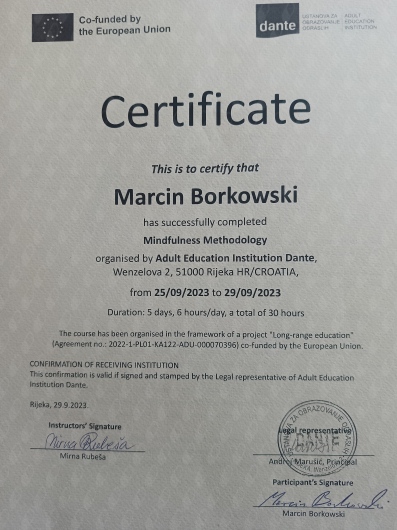 Co-funded by
the European Union
dante
USTANOVA ZA
OBRAZOVANJE
ODRASLIH
ADULT
EDUCATION
INSTITUTION
Certificate
This is to certify that
Marcin Borkowski
has successfully completed
Mindfulness Methodology
organised by Adult Education Institution Dante,
Wenzelova 2, 51000 Rijeka HR/CROATIA,
from 25/09/2023 to 29/09/2023
Duration: 5 days, 6 hours/day, a total of 30 hours
The course has been organised in the framework of a project "Long-range education"
(Agreement no.: 2022-1-PL01-KA122-ADU-000070396) co-funded by the European Union.
CONFIRMATION OF RECEIVING INSTITUTION
This confirmation is valid if signed and stamped by the Legal representative of Adult Education
Institution Dante.
Rijeka, 29.9.2023.
Instructors' Signature
Mirna Rubeša
Mirna Rubeša
Legal representative
DANTE
Andrej Marušić, Principal
Participant's Signature
Marcin Borkowski
Marcin Borkowski